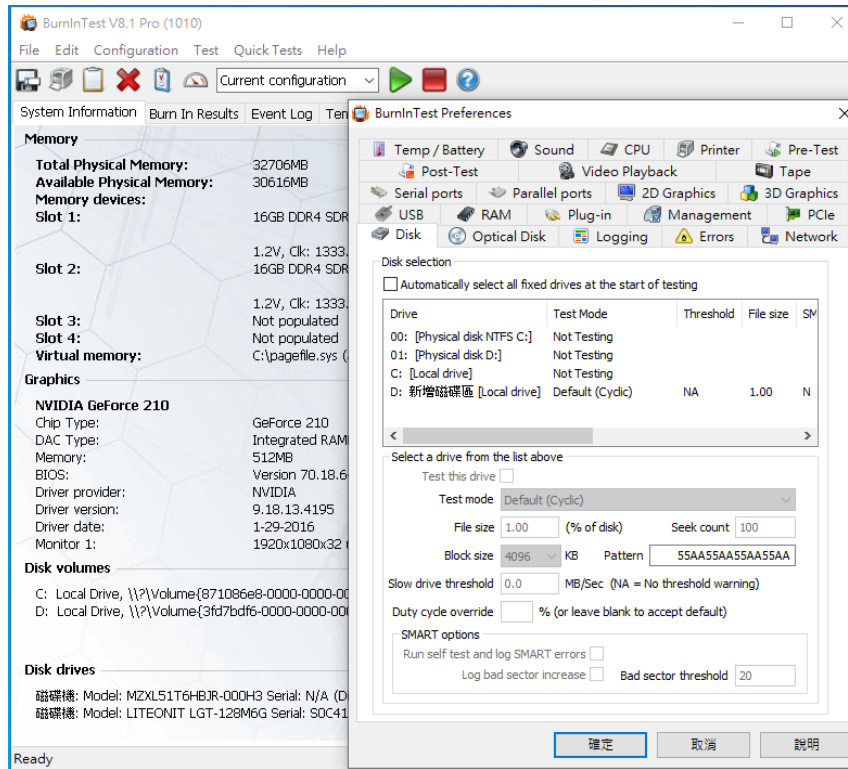 BurnInTest V8.1 Pro (1010)
File Edit Configuration Test Quick Tests Help
Current configuration
System Information Burn In Results Event Log Ten
Memory
Total Physical Memory: 32706MB
Available Physical Memory: 30616MB
Memory devices:
Slot 1: 16GB DDR4 SDR
1.2V, Clk: 1333.
Slot 2: 16GB DDR4 SDR
1.2V, Clk: 1333.
Slot 3: Not populated
Slot 4: Not populated
Virtual memory: C:\pagefile.sys (
Graphics
NVIDIA GeForce 210
Chip Type: GeForce 210
DAC Type: Integrated RAM
Memory: 512MB
BIOS: Version 70.18.6
Driver provider: NVIDIA
Driver version: 9.18.13.4195
Driver date: 1-29-2016
Monitor 1: 1920x1080x32
Disk volumes
C: Local Drive, \\?\Volume{871086e8-0000-0000-00
D: Local Drive, \\?\Volume{3fd7bdf6-0000-0000-00
Disk drives
磁碟機: Model: MZXL51T6HBJR-000H3 Serial: N/A (D
磁碟機: Model: LITEONIT LGT-128M6G Serial: S0C41
Ready
BurnInTest Preferences
Temp / Battery Sound CPU Printer Pre-Test
Post-Test Video Playback Tape
Serial ports Parallel ports 2D Graphics 3D Graphics
USB RAM Plug-in Management PCIe
Disk Optical Disk Logging Errors Network
Disk selection
Automatically select all fixed drives at the start of testing
Drive Test Mode Threshold File size SM
00: [Physical disk NTFS C:] Not Testing
01: [Physical disk D:] Not Testing
C: [Local drive] Not Testing
D: 新增磁碟區 [Local drive] Default (Cyclic) NA 1.00 N
Select a drive from the list above
Test this drive
Test mode Default (Cyclic)
File size 1.00 (% of disk) Seek count 100
Block size 4096 KB Pattern 55AA55AA55AA55AA
Slow drive threshold 0.0 MB/Sec (NA = No threshold warning)
Duty cycle override % (or leave blank to accept default)
SMART options
Run self test and log SMART errors
Log bad sector increase Bad sector threshold 20
確定 取消 說明